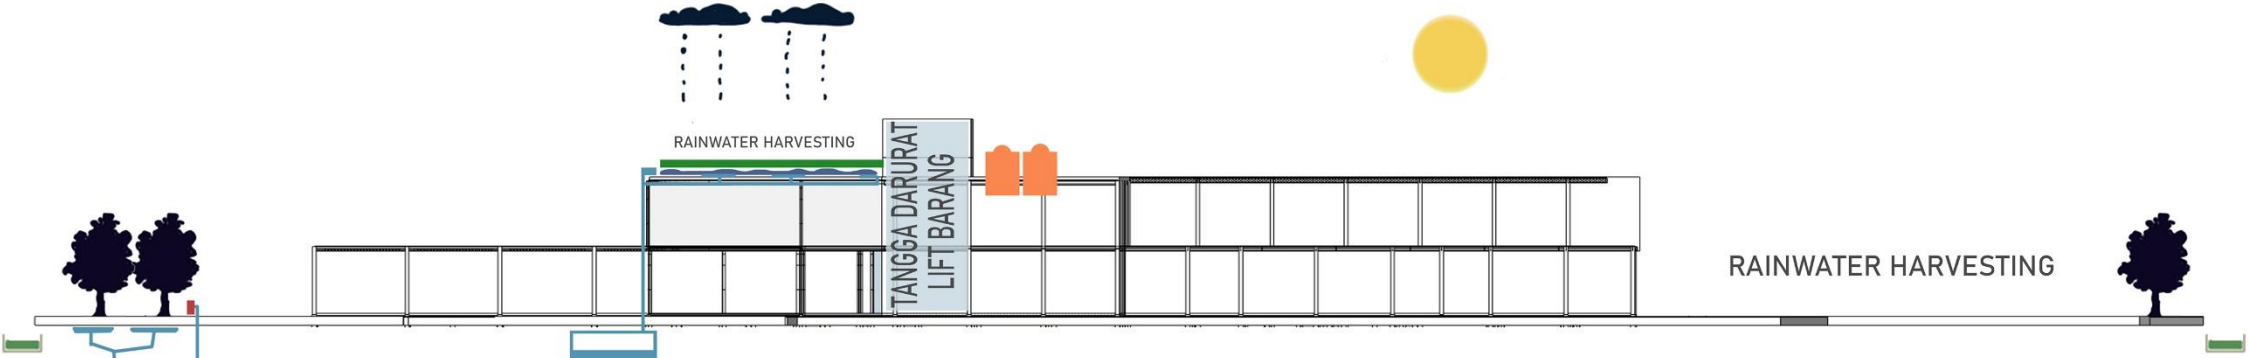 RAINWATER HARVESTING
TANGGA DARURAT
LIFT BARANG
RAINWATER HARVESTING